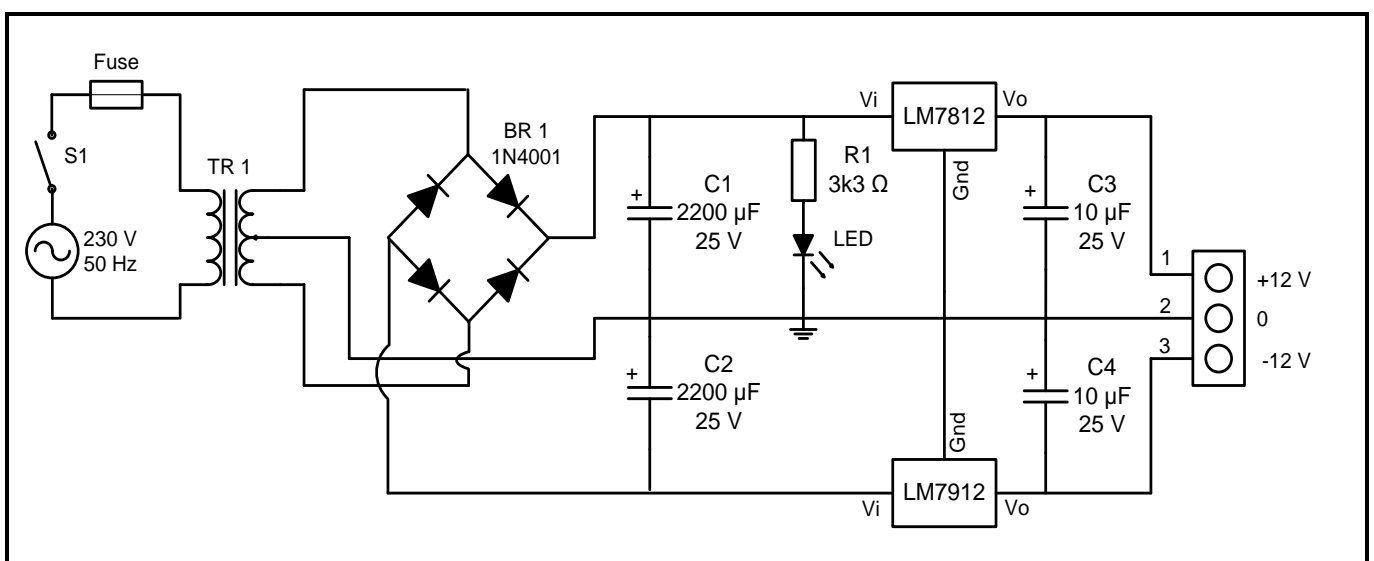 Fuse
S1
230 V
50 Hz
TR 1
BR 1
1N4001
+
C1
2200 µF
25 V
+
C2
2200 µF
25 V
R1
3k3 Ω
LED
Vi
LM7812
Vo
Gnd
Gnd
Vi
LM7912
Vo
+
C3
10 µF
25 V
+
C4
10 µF
25 V
1
+12 V
2
0
3
-12 V